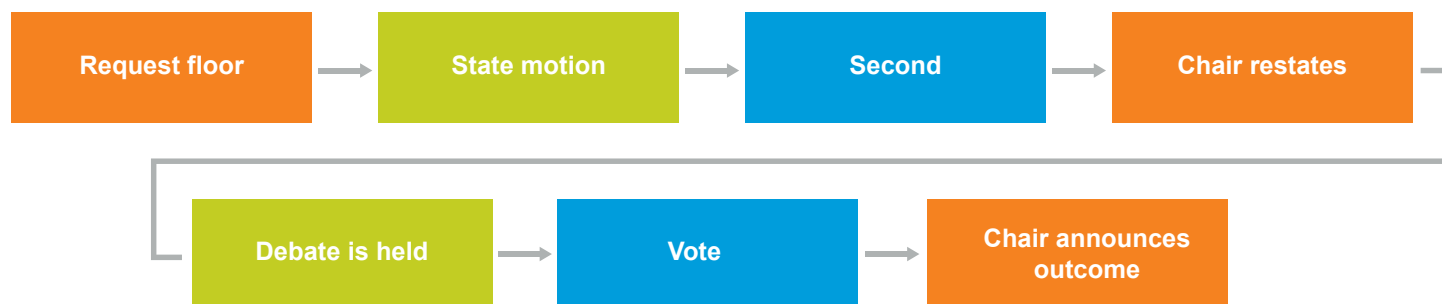 Request floor
State motion
Second
Chair restates
Debate is held
Vote
Chair announces
outcome